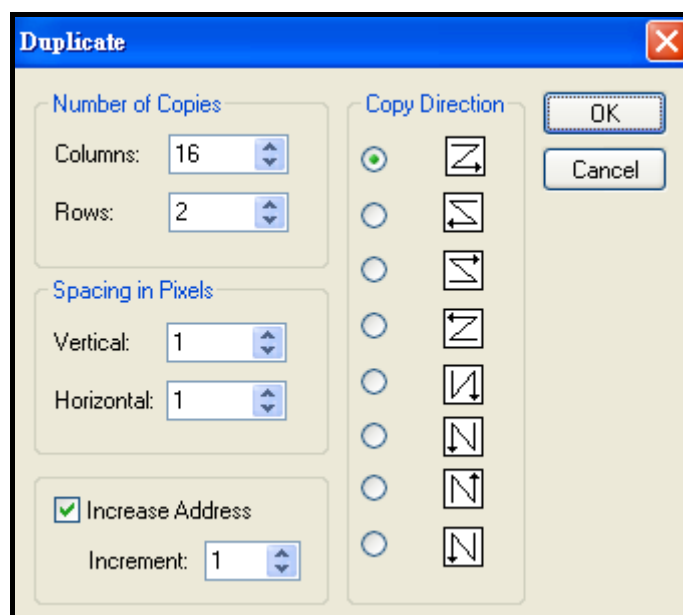 Duplicate
Number of Copies
Columns: 16
Rows: 2
Spacing in Pixels
Vertical: 1
Horizontal: 1
Increase Address
Increment: 1
Copy Direction
OK
Cancel